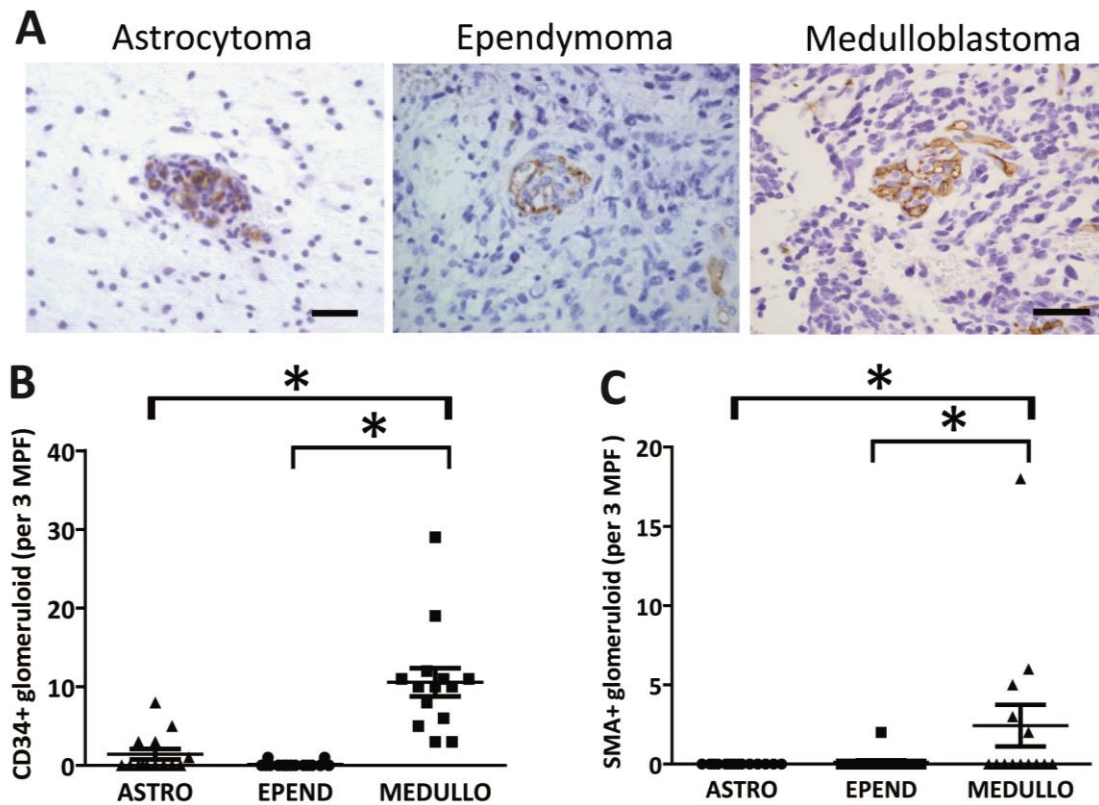 A
Astrocytoma
Ependymoma
Medulloblastoma
B
*
*
CD34+ glomeruloid (per 3 MPF)
40
30
20
10
0
ASTRO
EPEND
MEDULLO
C
*
*
SMA+ glomeruloid (per 3 MPF )
20
15
10
5
0
ASTRO
EPEND
MEDULLO